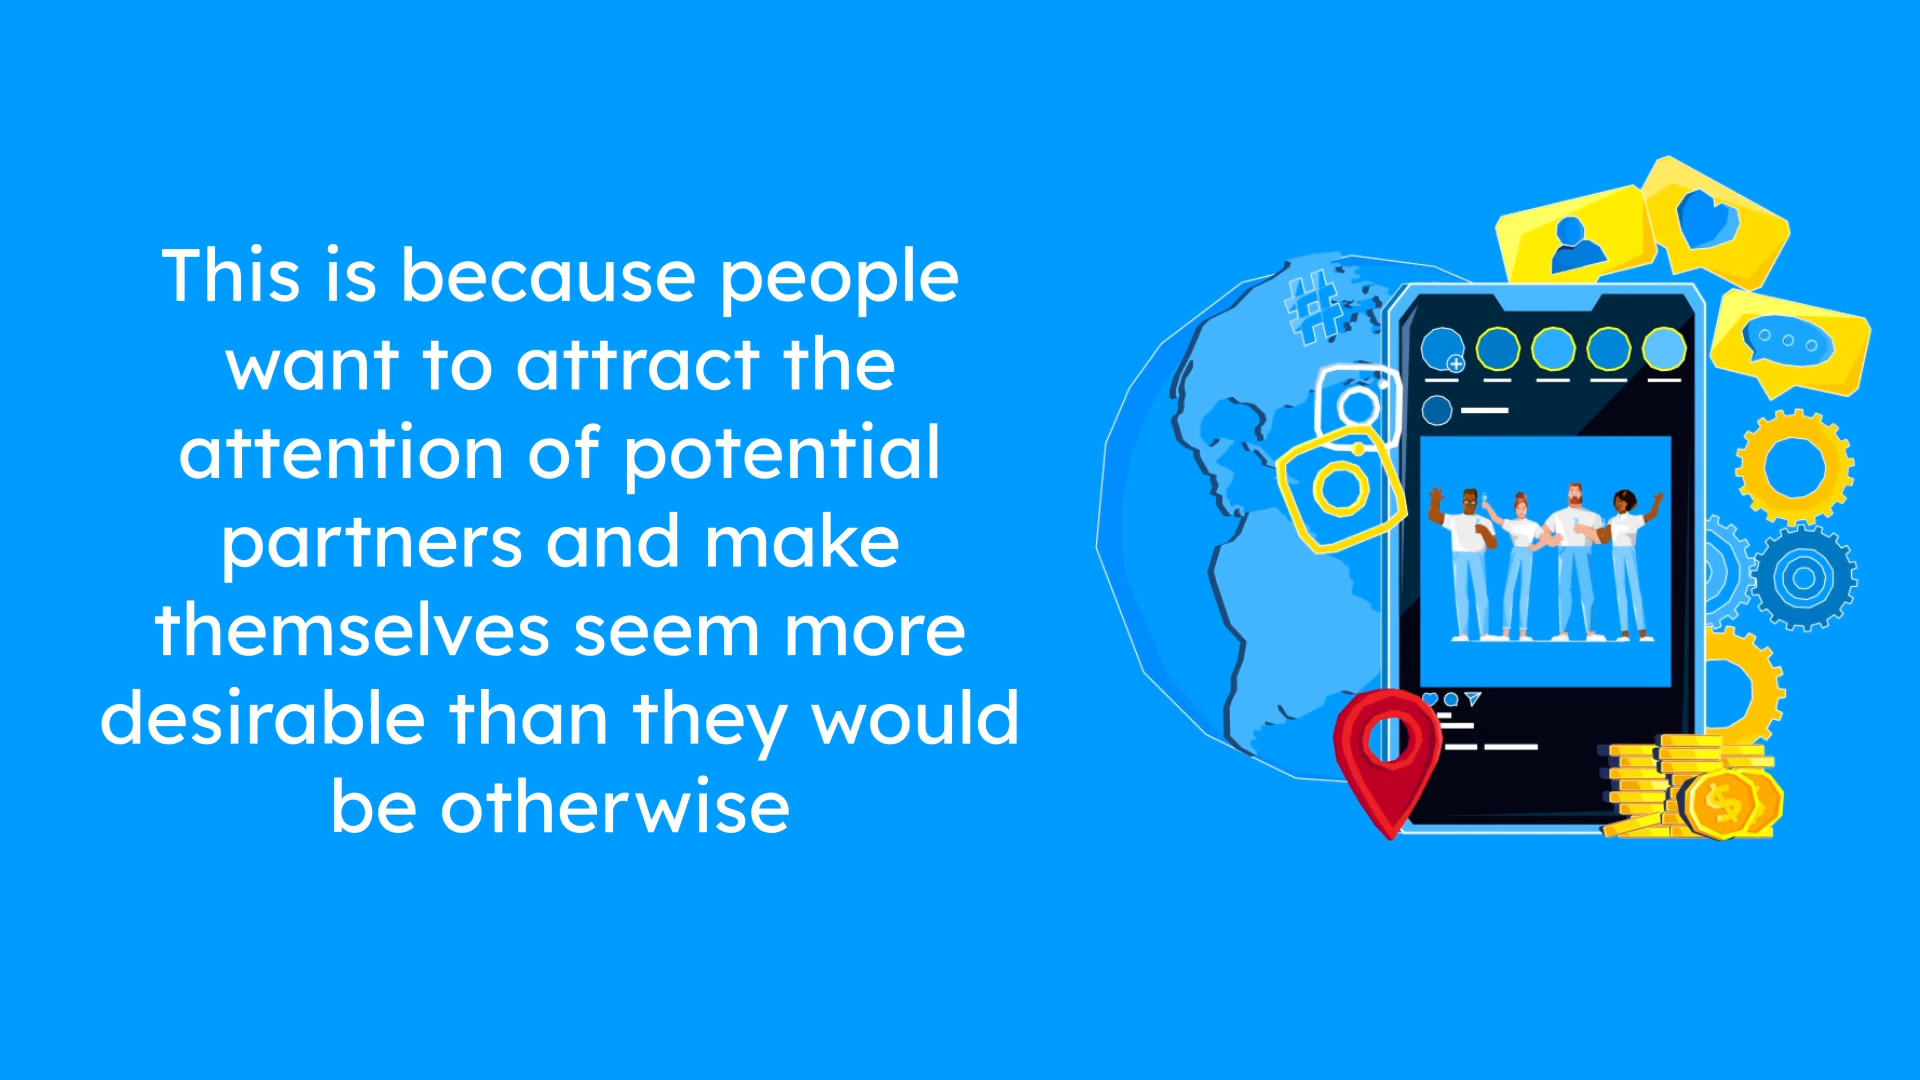 This is because people
want to attract the
attention of potential
partners and make
themselves seem more
desirable than they would
be otherwise
#
$